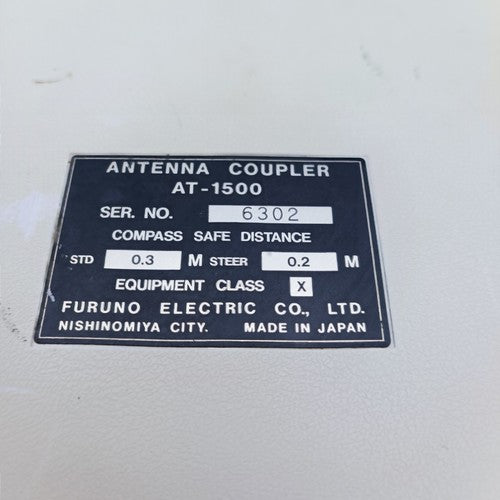 ANTENNA COUPLER
AT-1500
SER. NO. 6302
COMPASS SAFE DISTANCE
STD 0.3 M STEER 0.2 M
EQUIPMENT CLASS X
FURUNO ELECTRIC CO., LTD.
NISHINOMIYA CITY. MADE IN JAPAN